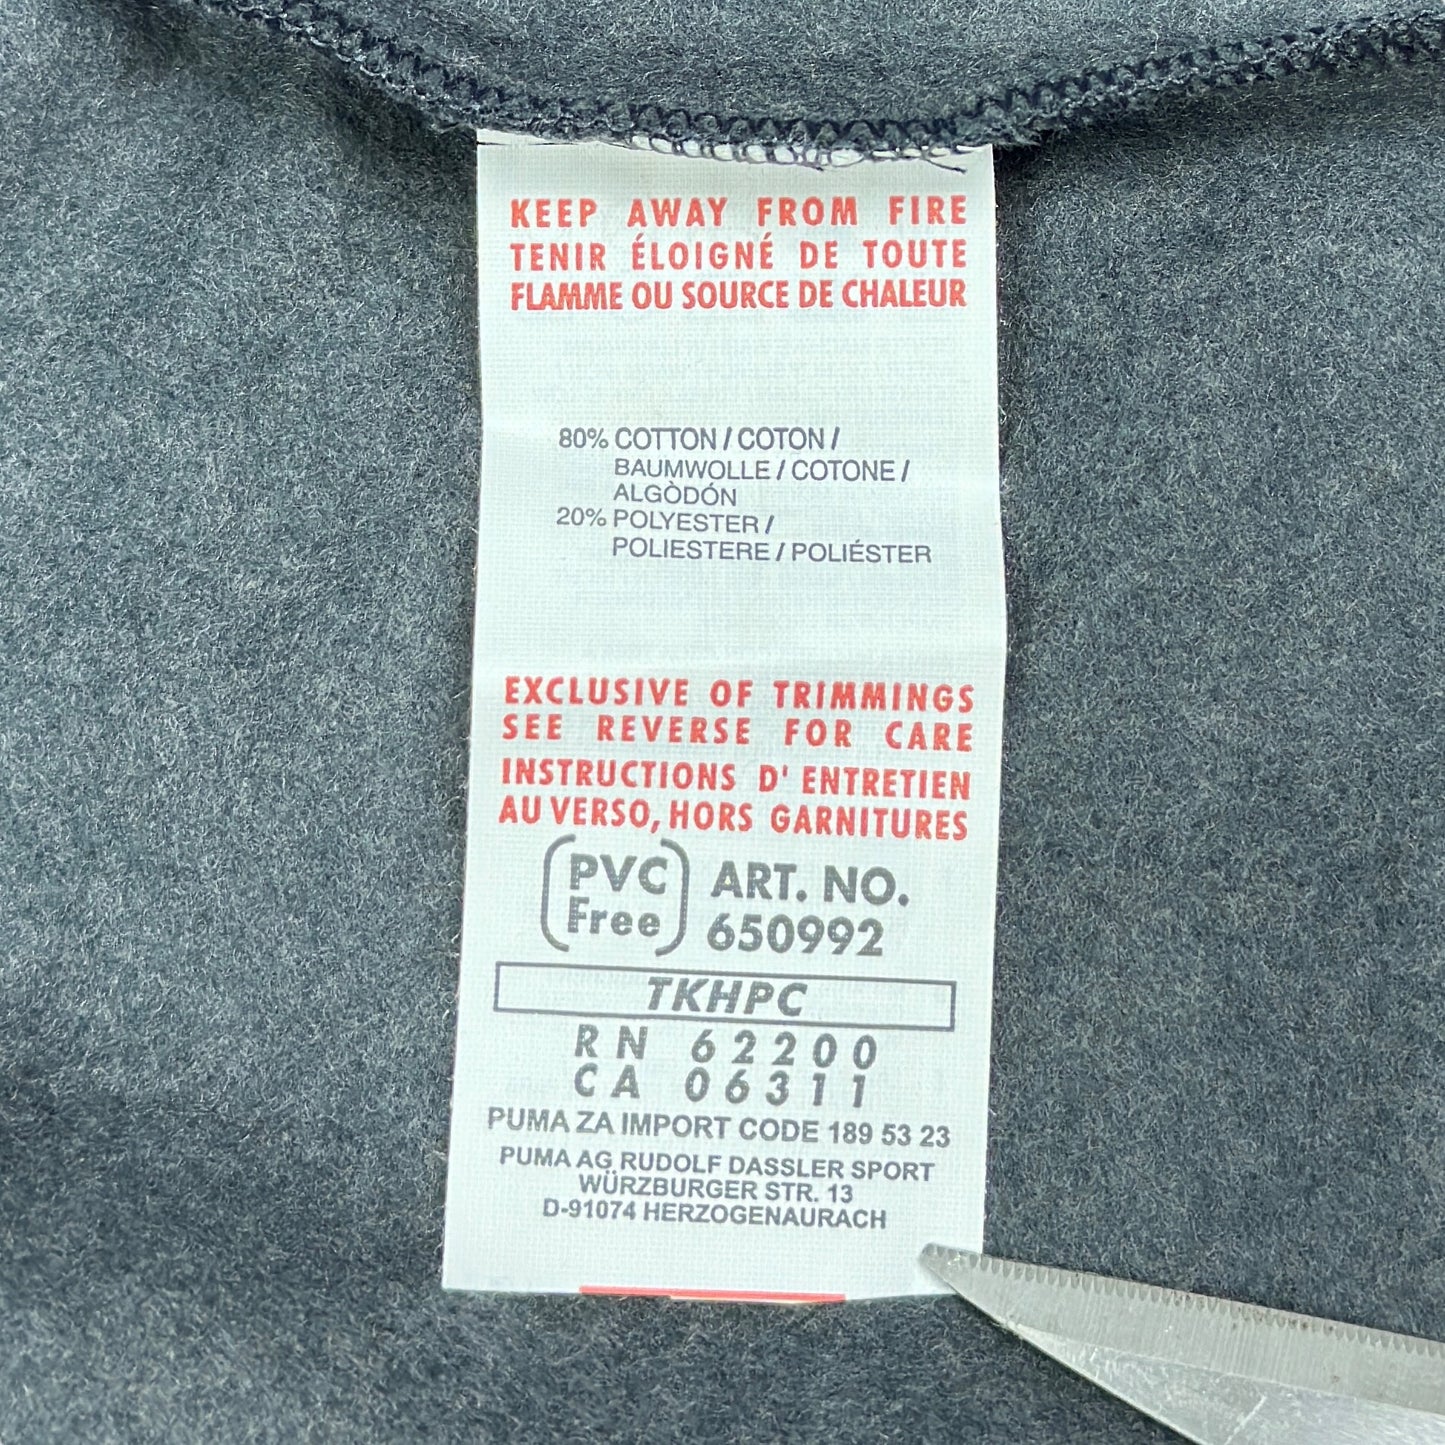 KEEP AWAY FROM FIRE
TENIR ÉLOIGNÉ DE TOUTE
FLAMME OU SOURCE DE CHALEUR
80% COTTON / COTON /
BAUMWOLLE / COTONE /
ALGÒDÓN
20% POLYESTER /
POLIESTERE / POLIÉSTER
EXCLUSIVE OF TRIMMINGS
SEE REVERSE FOR CARE
INSTRUCTIONS D' ENTRETIEN
AU VERSO, HORS GARNITURES
PVC Free
ART. NO.
650992
TKHPC
RN 62200
CA 06311
PUMA ZA IMPORT CODE 189 53 23
PUMA AG RUDOLF DASSLER SPORT
WÜRZBURGER STR. 13
D-91074 HERZOGENAURACH